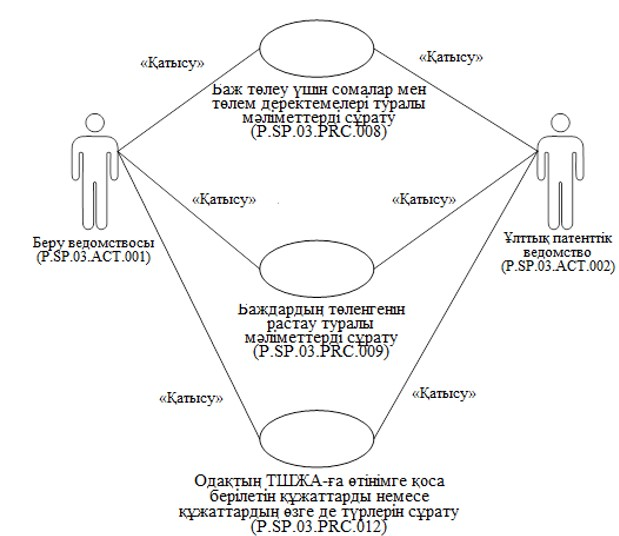 «Қатысу»
«Қатысу»
Баж төлеу үшін сомалар мен
төлем деректемелері туралы
мәліметтерді сұрату
(P.SP.03.PRC.008)
«Қатысу»
«Қатысу»
Беру ведомствосы
(P.SP.03.ACT.001)
Ұлттық патенттік
ведомство
(P.SP.03.ACT.002)
Баждардың төленгенін
растау туралы
мәліметтерді сұрату
(P.SP.03.PRC.009)
«Қатысу»
«Қатысу»
Одақтың ТШЖА-ға өтінімге қоса
берілетін құжаттарды немесе
құжаттардың өзге де түрлерін сұрату
(P.SP.03.PRC.012)